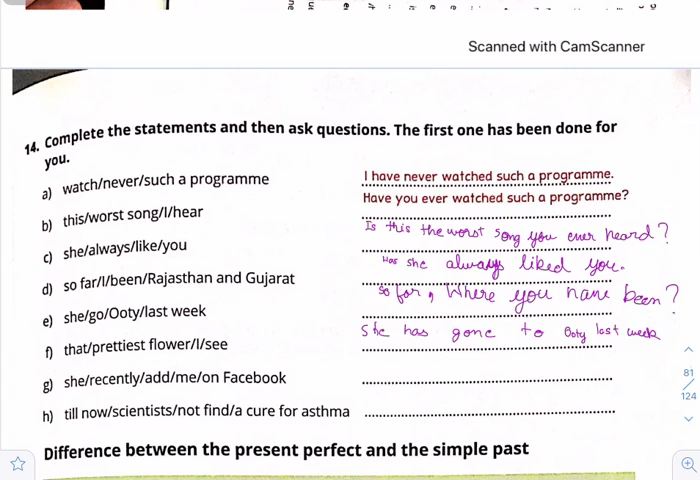 Scanned with CamScanner
14. Complete the statements and then ask questions. The first one has been done for
you.
a) watch/never/such a programme
I have never watched such a programme.
Have you ever watched such a programme?
b) this/worst song/I/hear
Is this the worst song you ever heard?
c) she/always/like/you
Has she always liked you.
d) so far/I/been/Rajasthan and Gujarat
So far, Where you have been?
e) she/go/Ooty/last week
She has gone to Ooty last week
f) that/prettiest flower/I/see
g) she/recently/add/me/on Facebook
h) till now/scientists/not find/a cure for asthma
Difference between the present perfect and the simple past
81
124